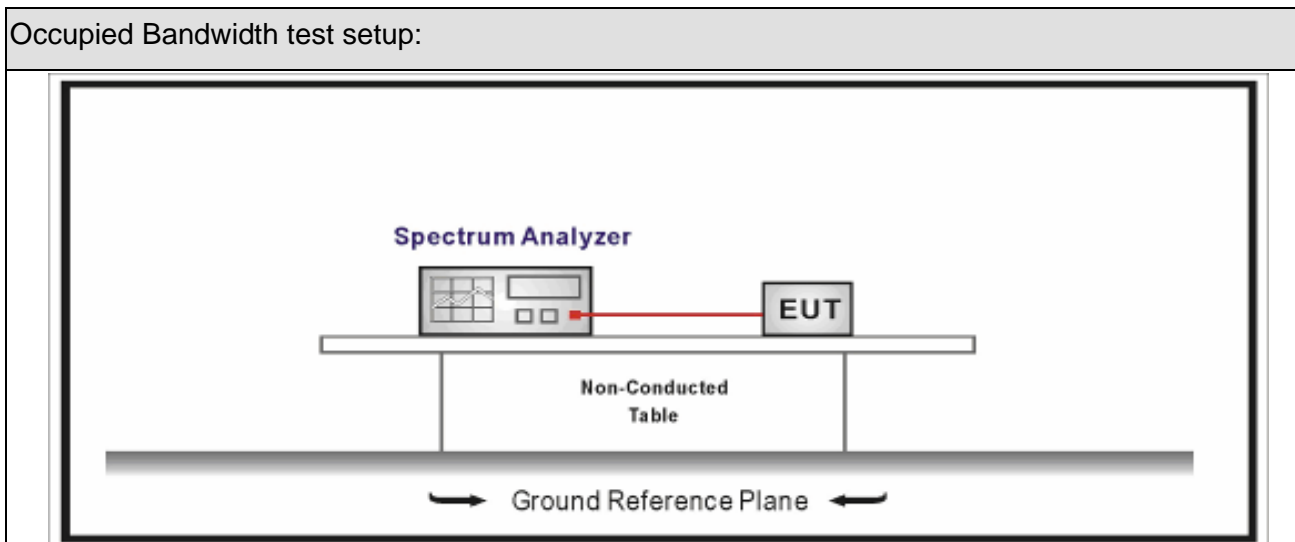 Occupied Bandwidth test setup:
Spectrum Analyzer
EUT
Non-Conducted
Table
Ground Reference Plane